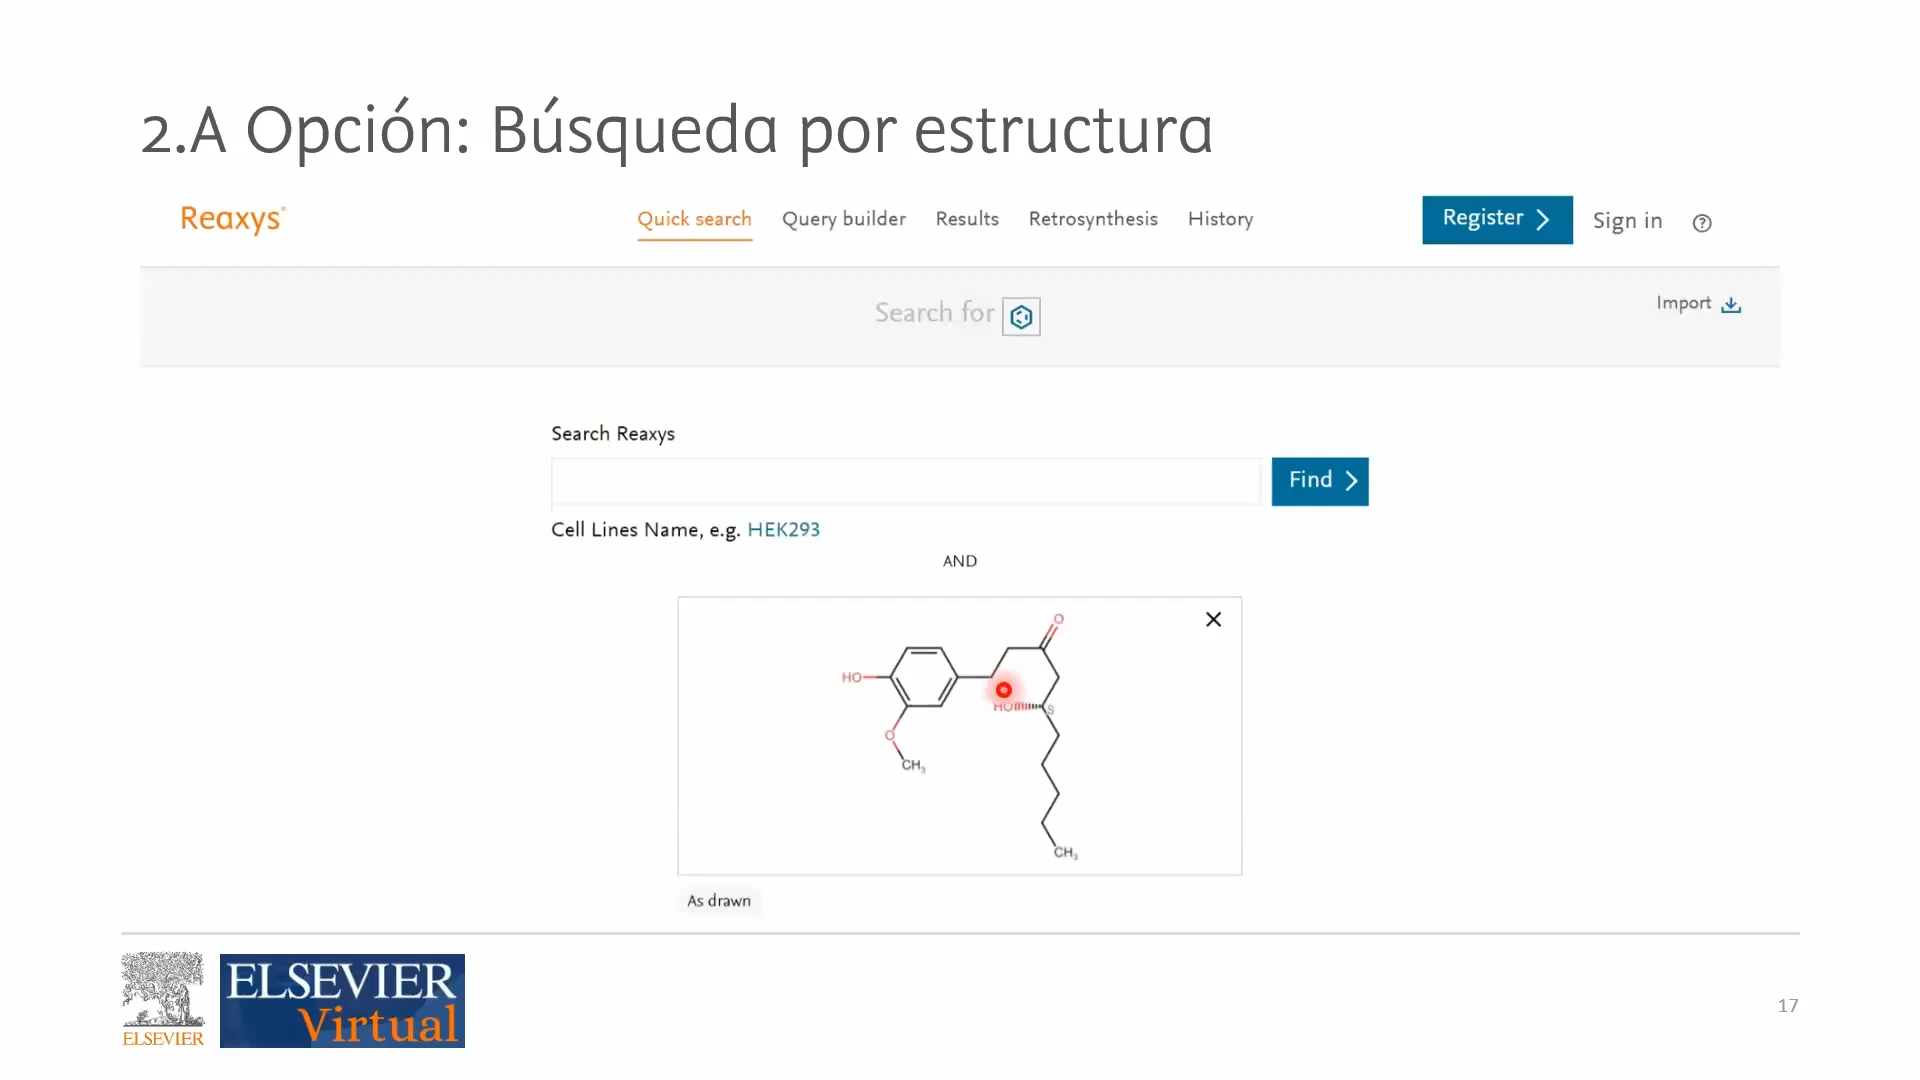 2.A Opción: Búsqueda por estructura
Reaxys®
Quick search
Query builder
Results
Retrosynthesis
History
Register
Sign in
?
Search for
Import
Search Reaxys
Find
Cell Lines Name, e.g. HEK293
AND
O
HO
HO
S
O
CH3
CH3
As drawn
ELSEVIER
ELSEVIER
Virtual
17